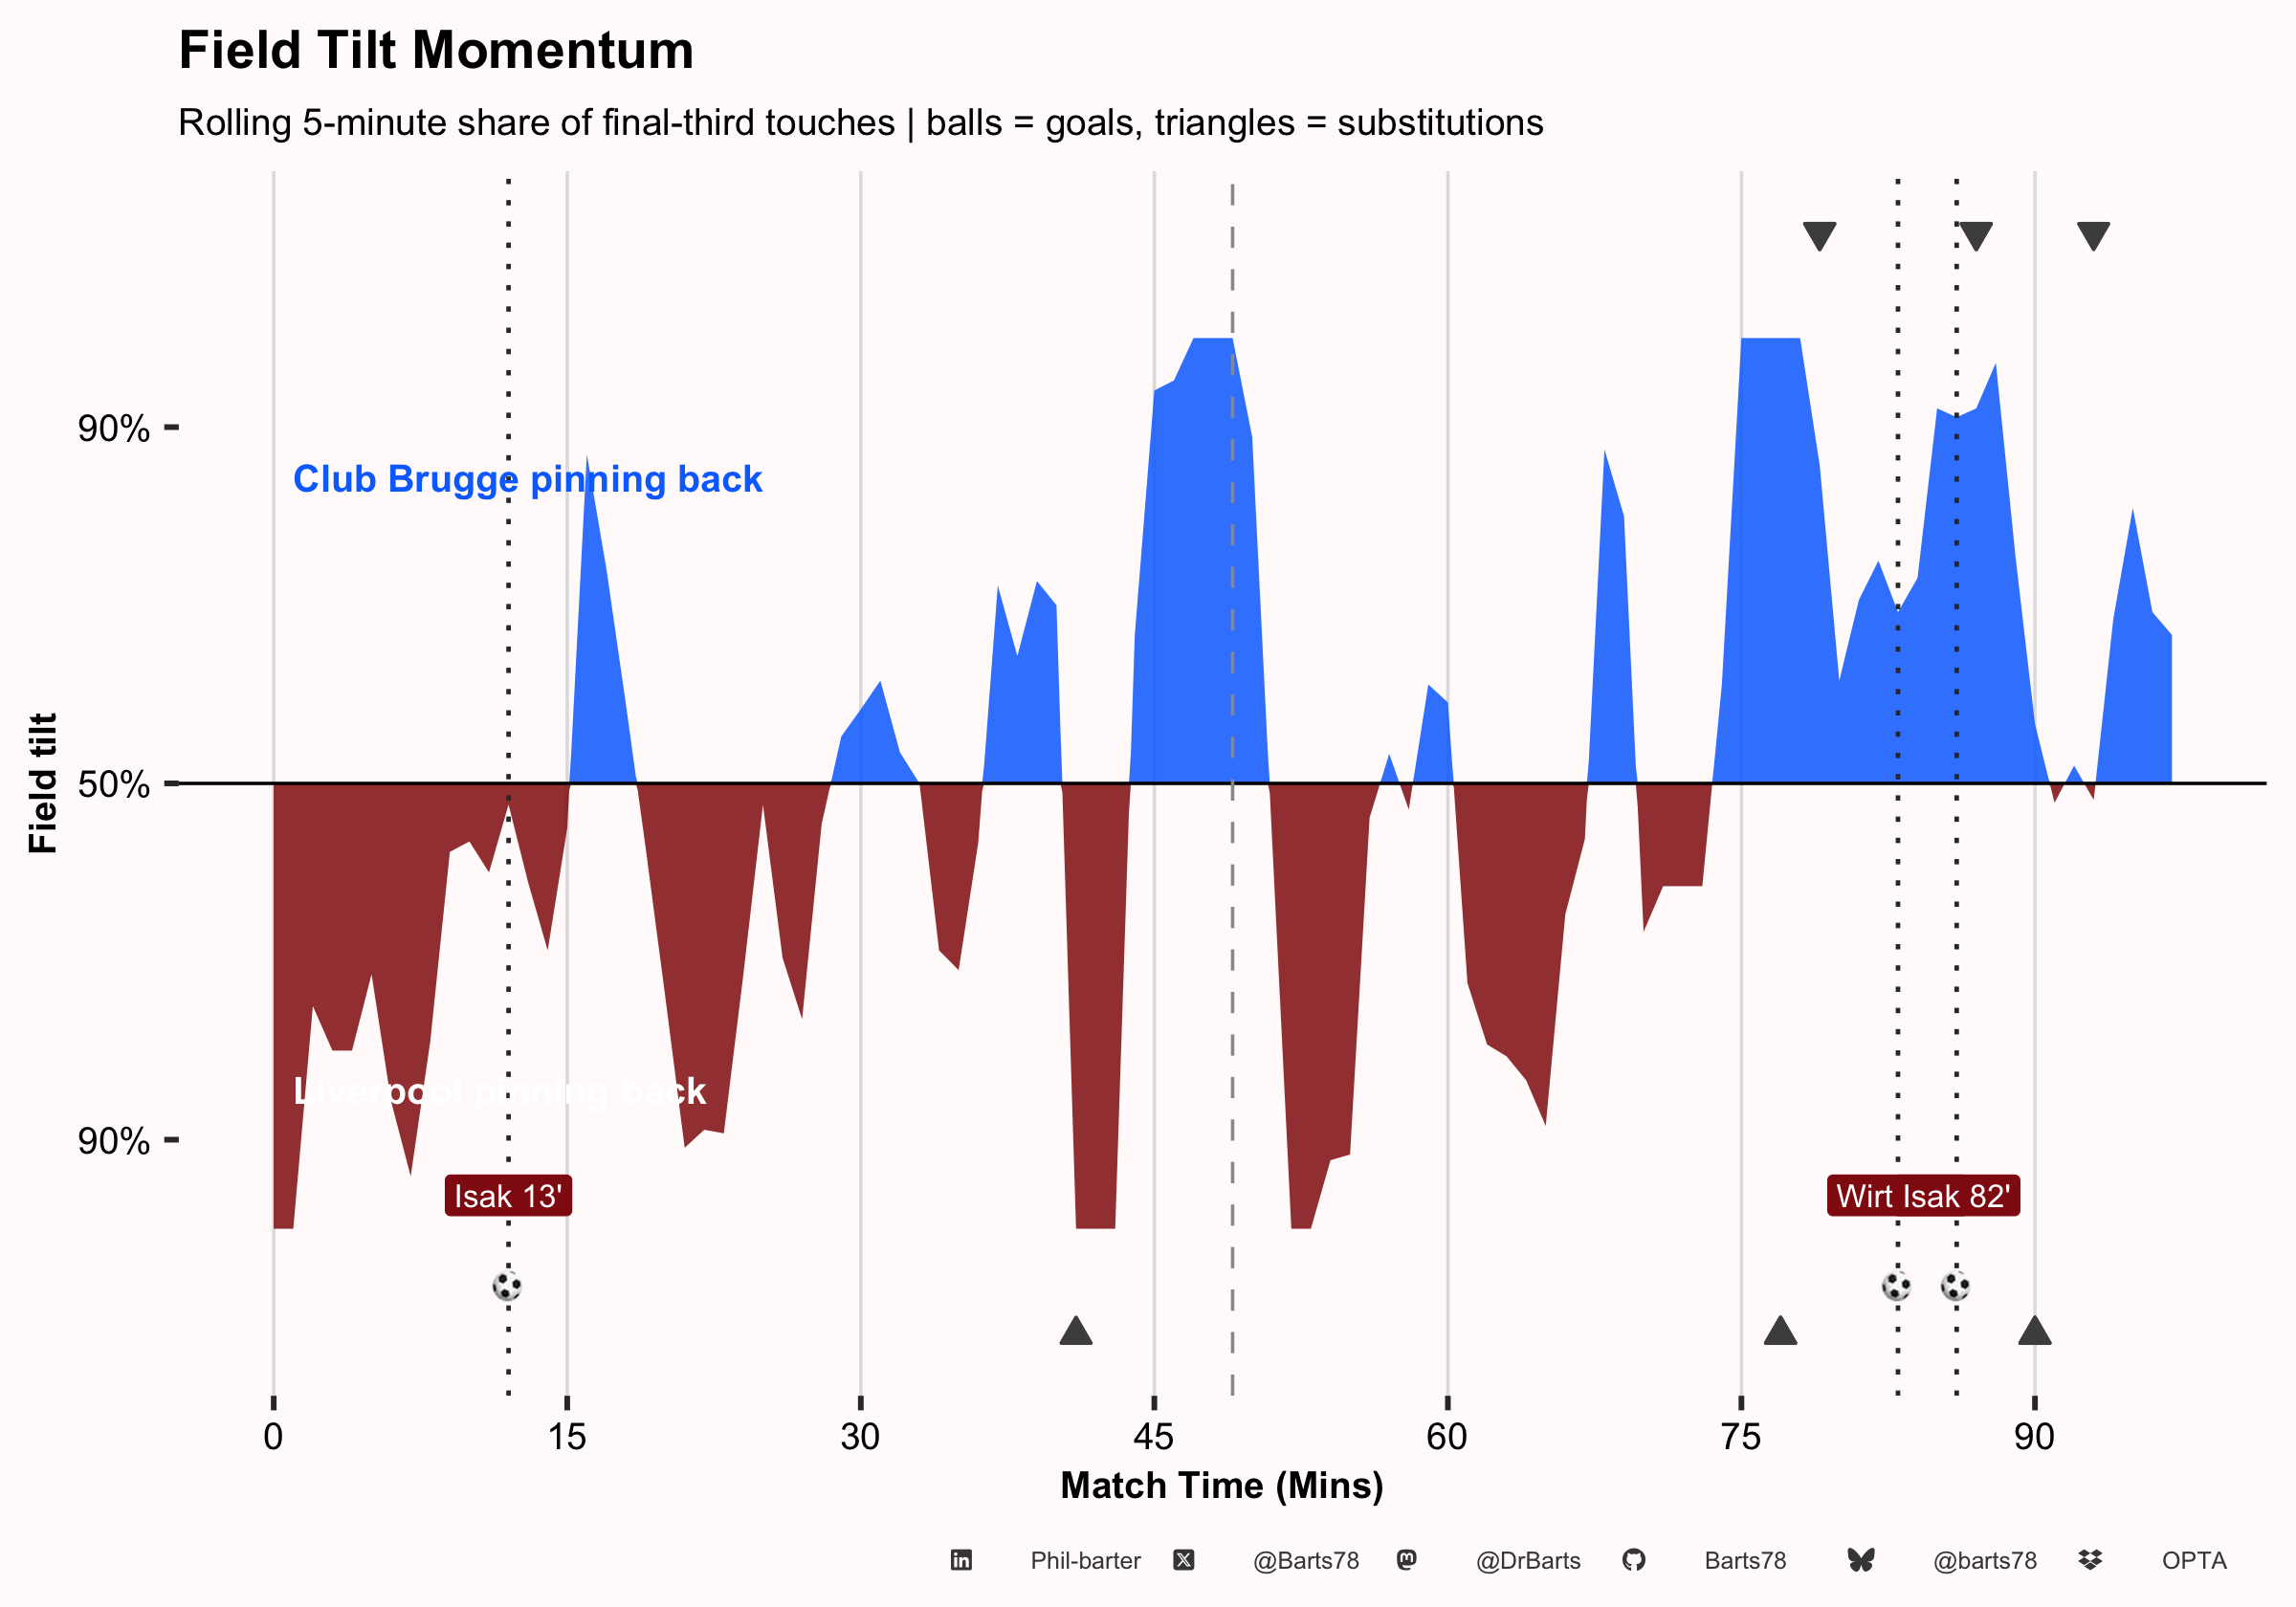 Field Tilt Momentum
Rolling 5-minute share of final-third touches | balls = goals, triangles = substitutions
90%
Club Brugge pinning back
Field tilt
50%
Liverpool pinning back
90%
Isak 13'
Wirt Isak 82'
0 15 30 45 60 75 90
Match Time (Mins)
Phil-barter @Barts78 @DrBarts Barts78 @barts78 OPTA